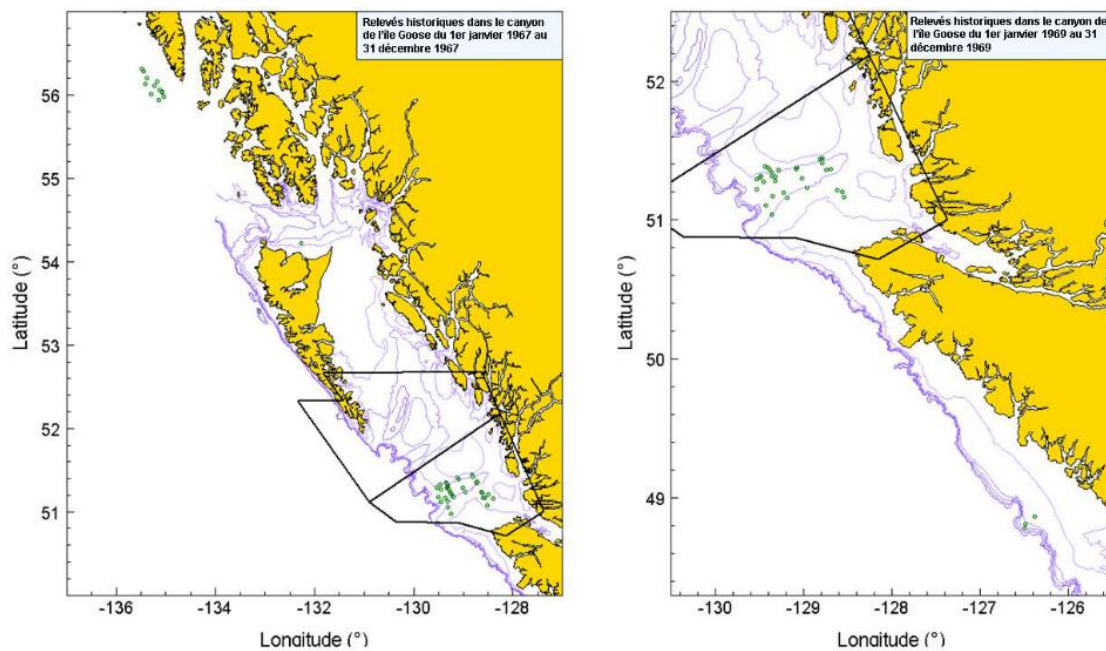 Relevés historiques dans le canyon
de l'île Goose du 1er janvier 1967 au
31 décembre 1967
56
55
54
53
52
51
Latitude (°)
-136
-134
-132
-130
-128
Longitude (°)
Relevés historiques dans le canyon de
l'île Goose du 1er janvier 1969 au 31
décembre 1969
52
51
50
49
Latitude (°)
-130
-129
-128
-127
-126
Longitude (°)